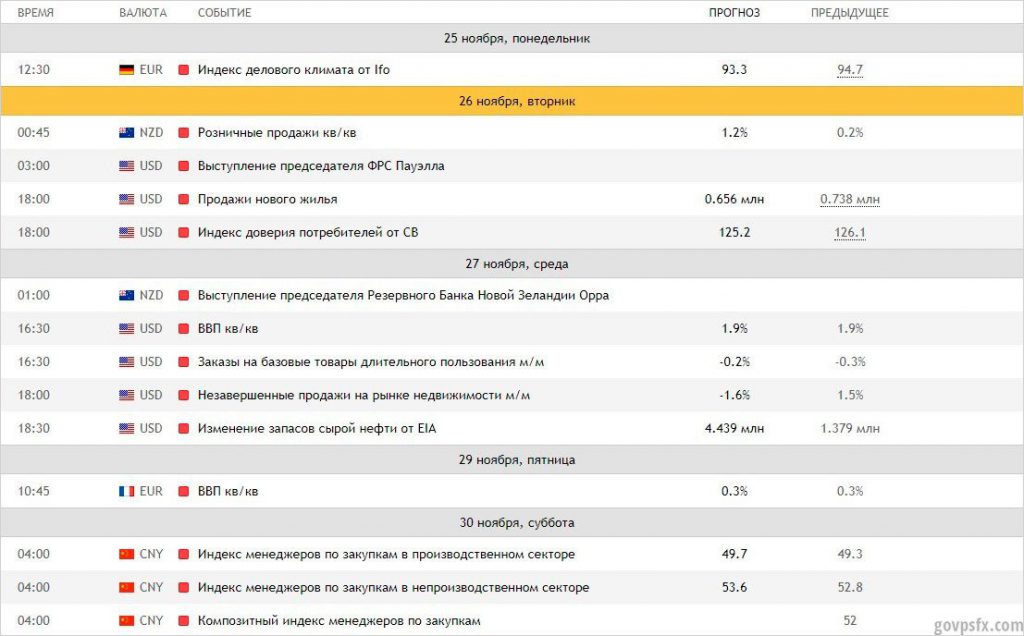 ВРЕМЯ ВАЛЮТА СОБЫТИЕ ПРОГНОЗ ПРЕДЫДУЩЕЕ
25 ноября, понедельник
12:30 EUR Индекс делового климата от Ifo 93.3 94.7
26 ноября, вторник
00:45 NZD Розничные продажи кв/кв 1.2% 0.2%
03:00 USD Выступление председателя ФРС Пауэлла
18:00 USD Продажи нового жилья 0.656 млн 0.738 млн
18:00 USD Индекс доверия потребителей от CB 125.2 126.1
27 ноября, среда
01:00 NZD Выступление председателя Резервного Банка Новой Зеландии Орра
16:30 USD ВВП кв/кв 1.9% 1.9%
16:30 USD Заказы на базовые товары длительного пользования м/м -0.2% -0.3%
18:00 USD Незавершенные продажи на рынке недвижимости м/м -1.6% 1.5%
18:30 USD Изменение запасов сырой нефти от EIA 4.439 млн 1.379 млн
29 ноября, пятница
10:45 EUR ВВП кв/кв 0.3% 0.3%
30 ноября, суббота
04:00 CNY Индекс менеджеров по закупкам в производственном секторе 49.7 49.3
04:00 CNY Индекс менеджеров по закупкам в непроизводственном секторе 53.6 52.8
04:00 CNY Композитный индекс менеджеров по закупкам 52
govpsfx.com